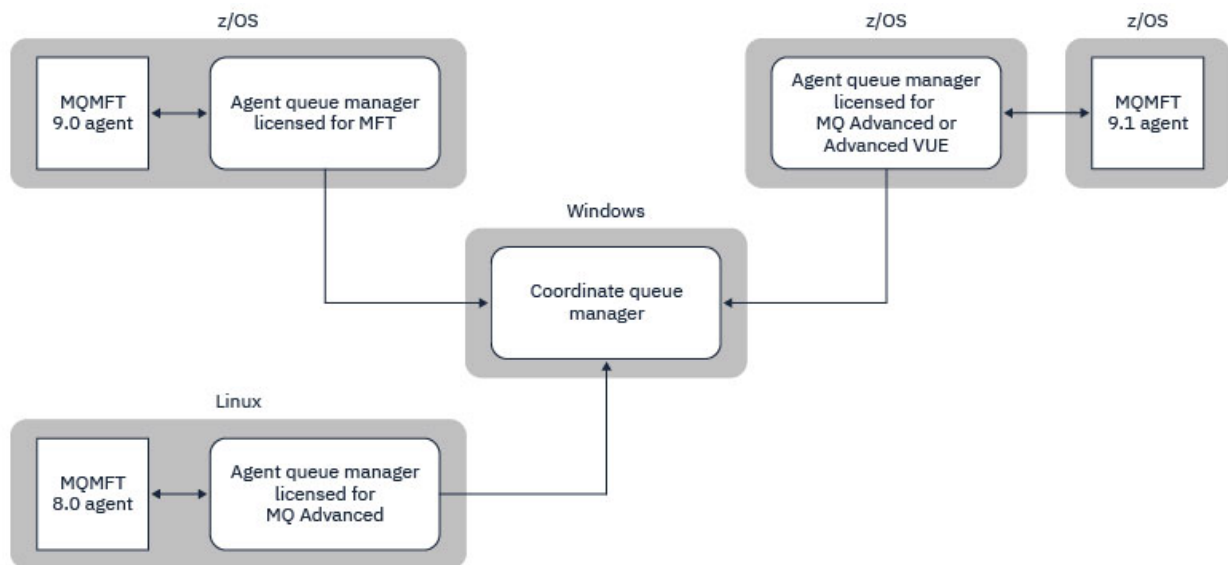 z/OS
MQMFT
9.0 agent
Agent queue manager
licensed for MFT
z/OS
Agent queue manager
licensed for
MQ Advanced or
Advanced VUE
z/OS
MQMFT
9.1 agent
Windows
Coordinate queue
manager
Linux
MQMFT
8.0 agent
Agent queue manager
licensed for
MQ Advanced